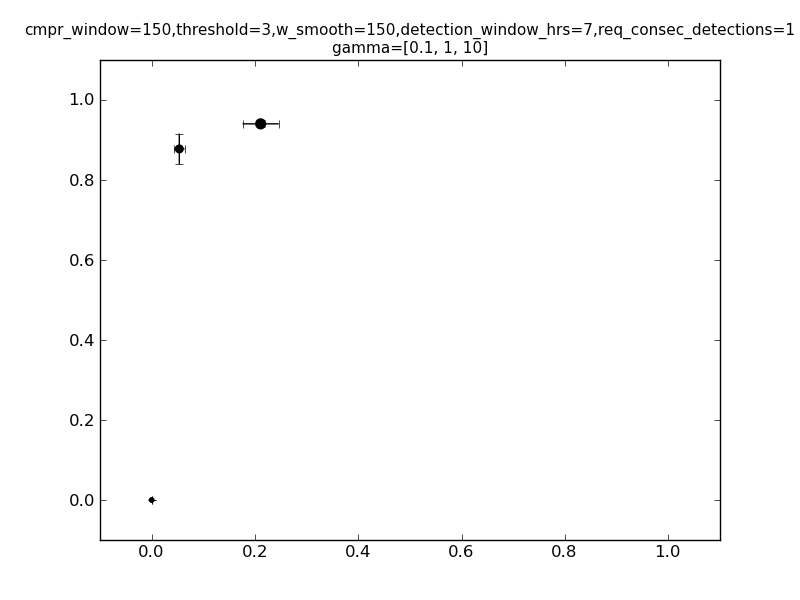 cmpr_window=150,threshold=3,w_smooth=150,detection_window_hrs=7,req_consec_detections=1
gamma=[0.1, 1, 10]
1.0
0.8
0.6
0.4
0.2
0.0
0.0 0.2 0.4 0.6 0.8 1.0